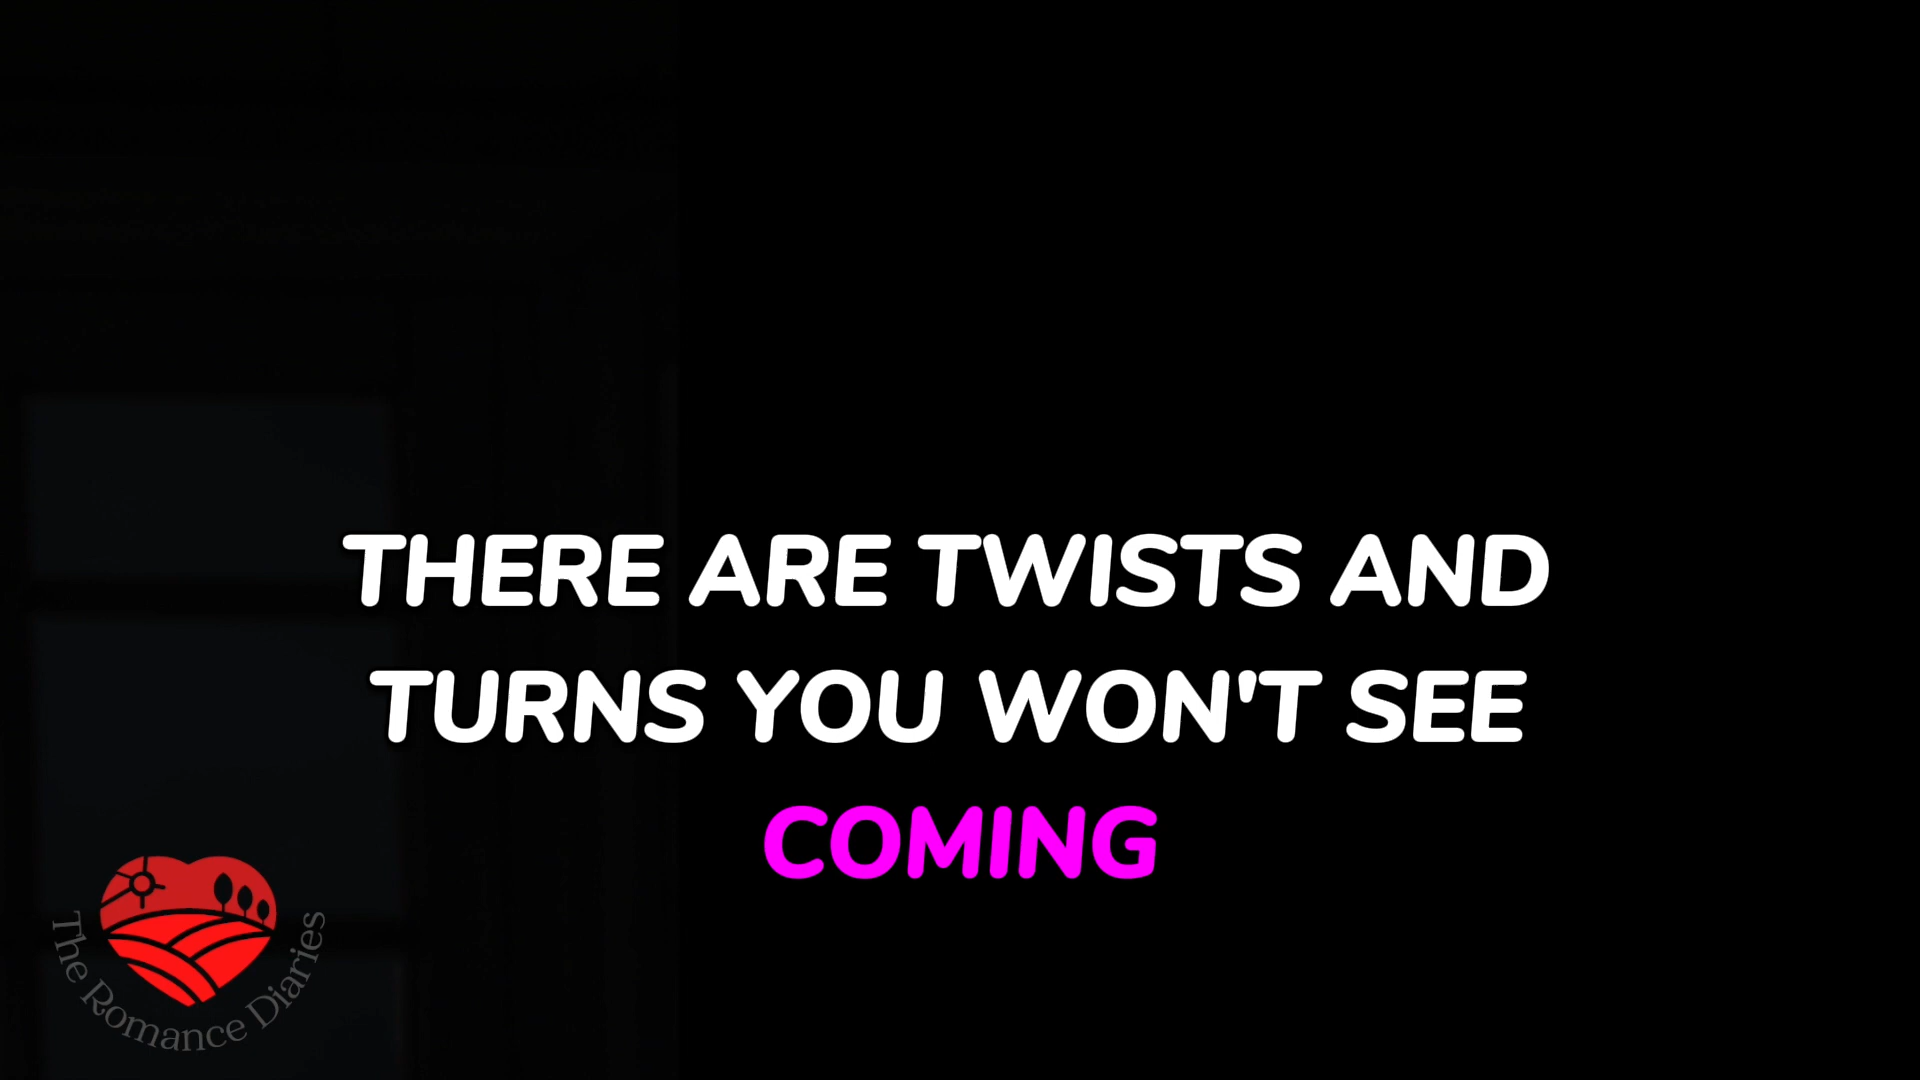 THERE ARE TWISTS AND
TURNS YOU WON'T SEE
COMING
The Romance Diaries